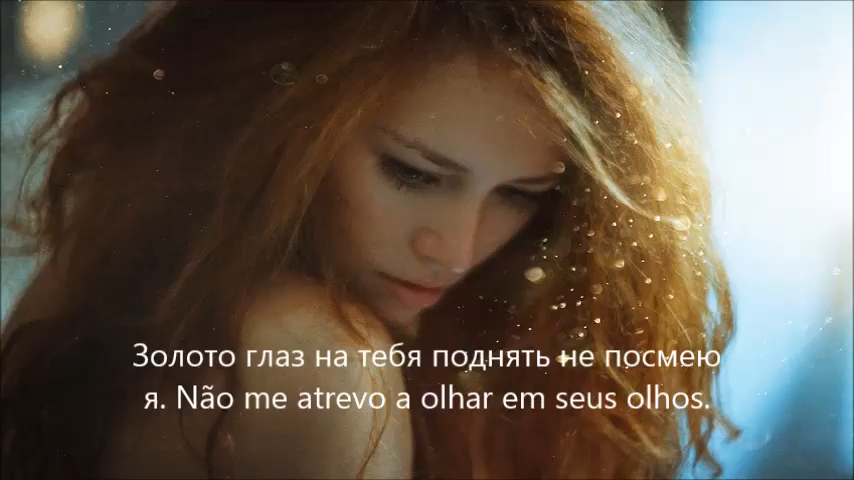 Золото глаз на тебя поднять не посмею
я. Não me atrevo a olhar em seus olhos.